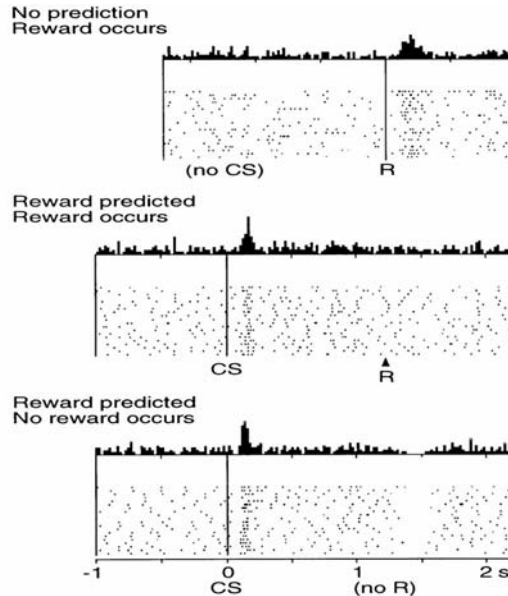 No prediction
Reward occurs
(no CS) R
Reward predicted
Reward occurs
CS R
Reward predicted
No reward occurs
-1 0 1 2 s
CS (no R)